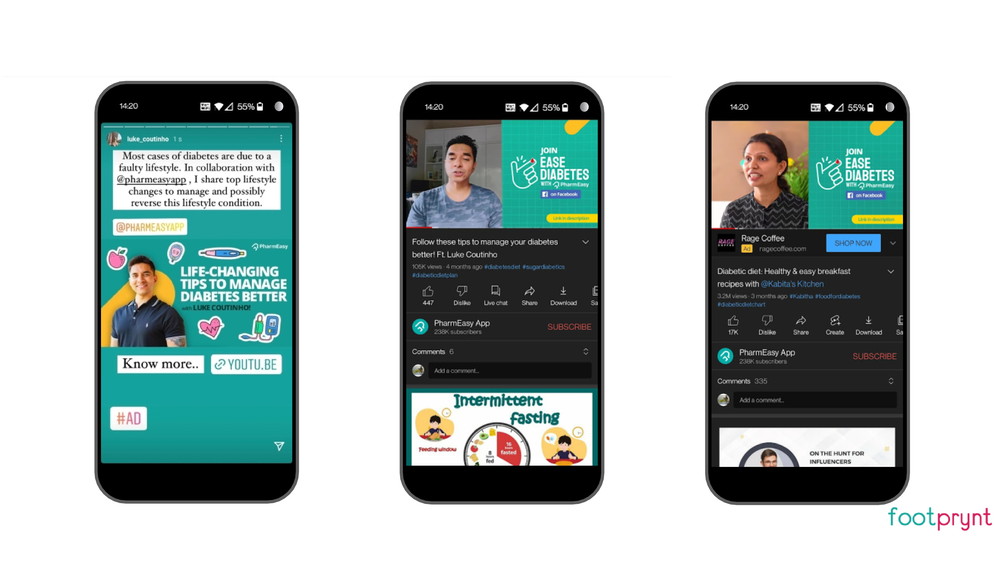 14:20
55%
luke_coutinho 1 s
Most cases of diabetes are due to a
faulty lifestyle. In collaboration with
@pharmeasyapp , I share top lifestyle
changes to manage and possibly
reverse this lifestyle condition.
@PHARMEASYAPP
PharmEasy
LIFE-CHANGING
TIPS TO MANAGE
DIABETES BETTER
with LUKE COUTINHO!
Know more..
YOUTU.BE
#AD
14:20
55%
JOIN
EASE
DIABETES
WITH PharmEasy
on Facebook
Link in description
Follow these tips to manage your diabetes
better! Ft. Luke Coutinho
105K views · 4 months ago #diabetesdiet #sugardiabetics
#diabeticdietplan
447 Dislike Live chat Share Download Sa
PharmEasy App
238K subscribers
SUBSCRIBE
Comments 6
Add a comment...
Intermittent
fasting
Feeding window
8 hours fed
16 hours fasted
14:20
55%
JOIN
EASE
DIABETES
WITH PharmEasy
on Facebook
Link in description
RAGE
COFFEE
Rage Coffee
Ad ragecoffee.com
SHOP NOW
Diabetic diet: Healthy & easy breakfast
recipes with @Kabita's Kitchen
3.2M views · 3 months ago #Kabitha #foodfordiabetes
#diabeticdietchart
17K Dislike Share Create Download Sa
PharmEasy App
238K subscribers
SUBSCRIBE
Comments 335
Add a comment...
ON THE HUNT FOR
INFLUENCERS
footprynt